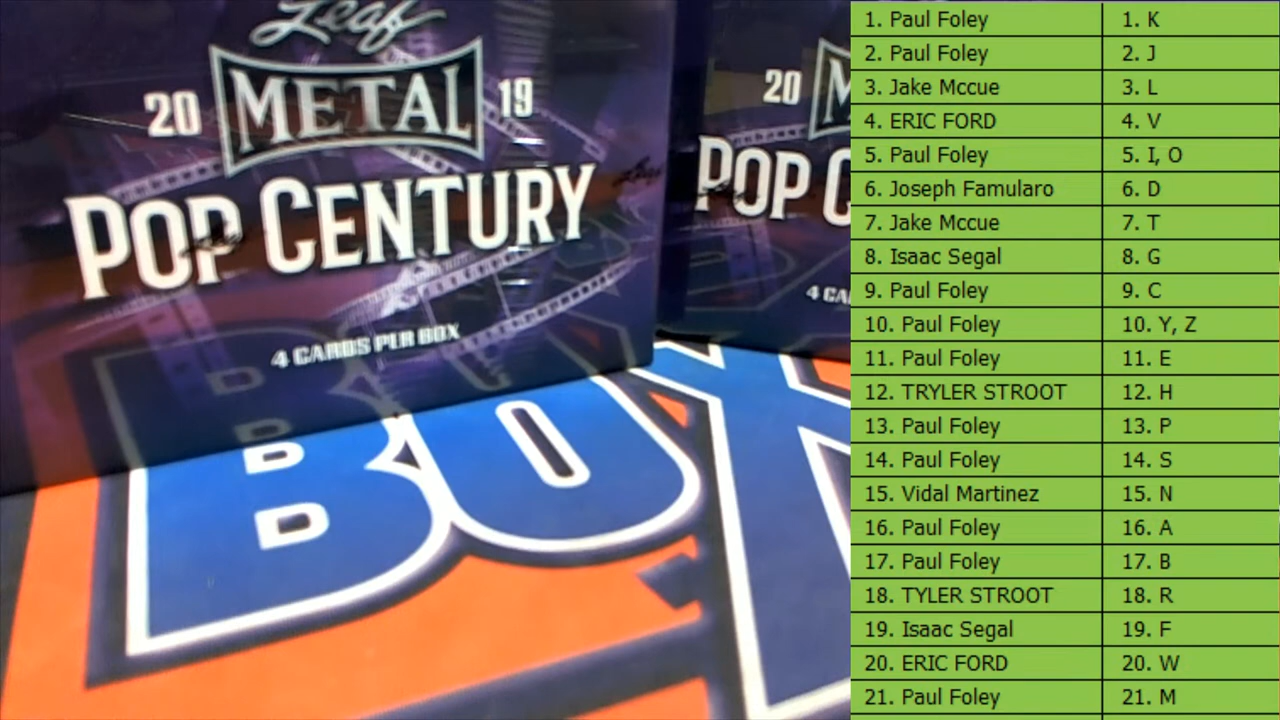 Leaf
20 METAL 19
POP CENTURY
4 CARDS PER BOX
20 M
POP C
4 CA
BOX
1. Paul Foley 1. K
2. Paul Foley 2. J
3. Jake Mccue 3. L
4. ERIC FORD 4. V
5. Paul Foley 5. I, O
6. Joseph Famularo 6. D
7. Jake Mccue 7. T
8. Isaac Segal 8. G
9. Paul Foley 9. C
10. Paul Foley 10. Y, Z
11. Paul Foley 11. E
12. TRYLER STROOT 12. H
13. Paul Foley 13. P
14. Paul Foley 14. S
15. Vidal Martinez 15. N
16. Paul Foley 16. A
17. Paul Foley 17. B
18. TYLER STROOT 18. R
19. Isaac Segal 19. F
20. ERIC FORD 20. W
21. Paul Foley 21. M